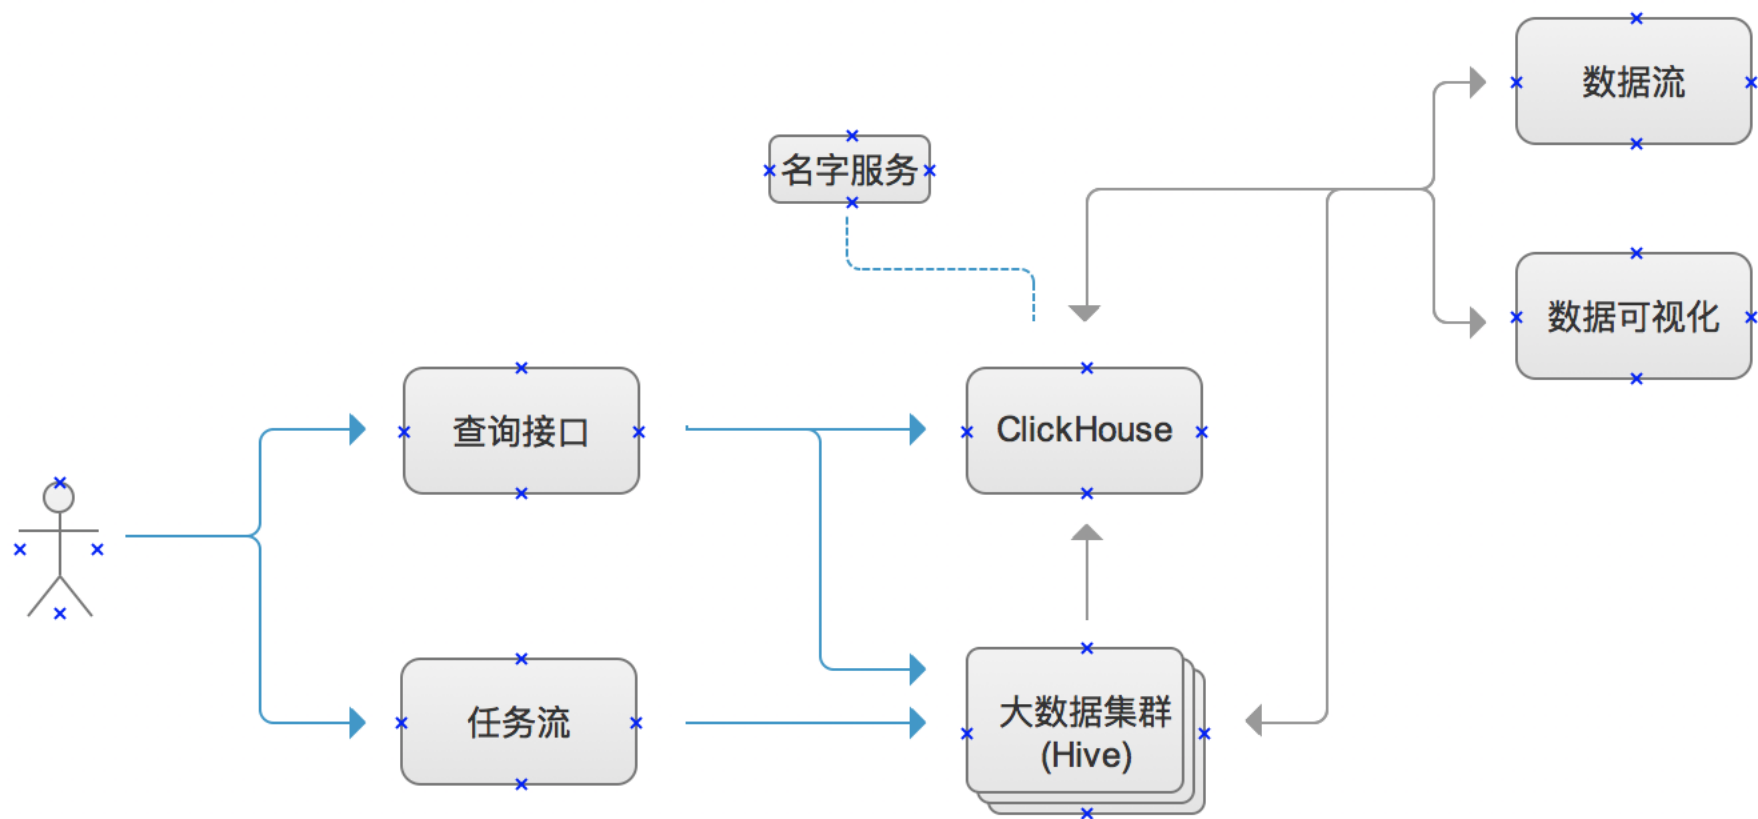 数据流
名字服务
数据可视化
查询接口
ClickHouse
任务流
大数据集群
(Hive)